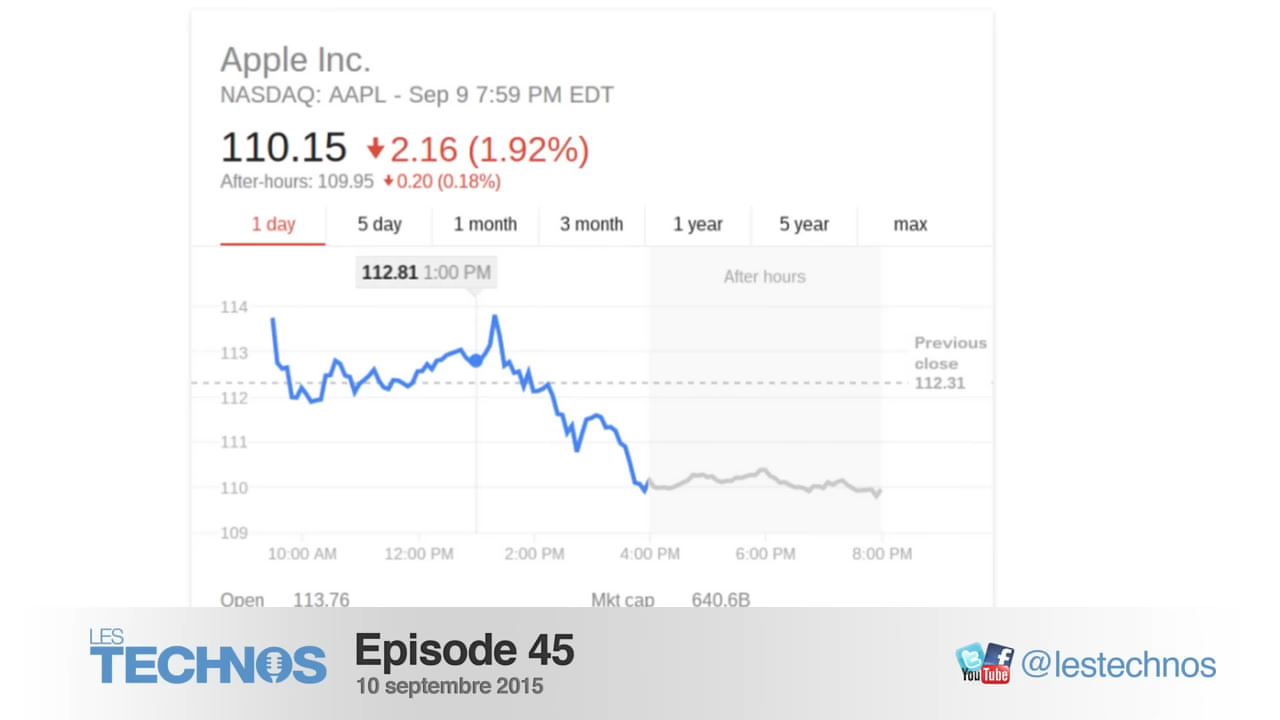 Apple Inc.
NASDAQ: AAPL - Sep 9 7:59 PM EDT
110.15 2.16 (1.92%)
After-hours: 109.95 0.20 (0.18%)
1 day 5 day 1 month 3 month 1 year 5 year max
112.81 1:00 PM
After hours
114
113
112
111
110
109
Previous
close
112.31
10:00 AM 12:00 PM 2:00 PM 4:00 PM 6:00 PM 8:00 PM
Open 113.76 Mkt cap 640.6B
LES
TECHNOS
Episode 45
10 septembre 2015
You Tube
@lestechnos